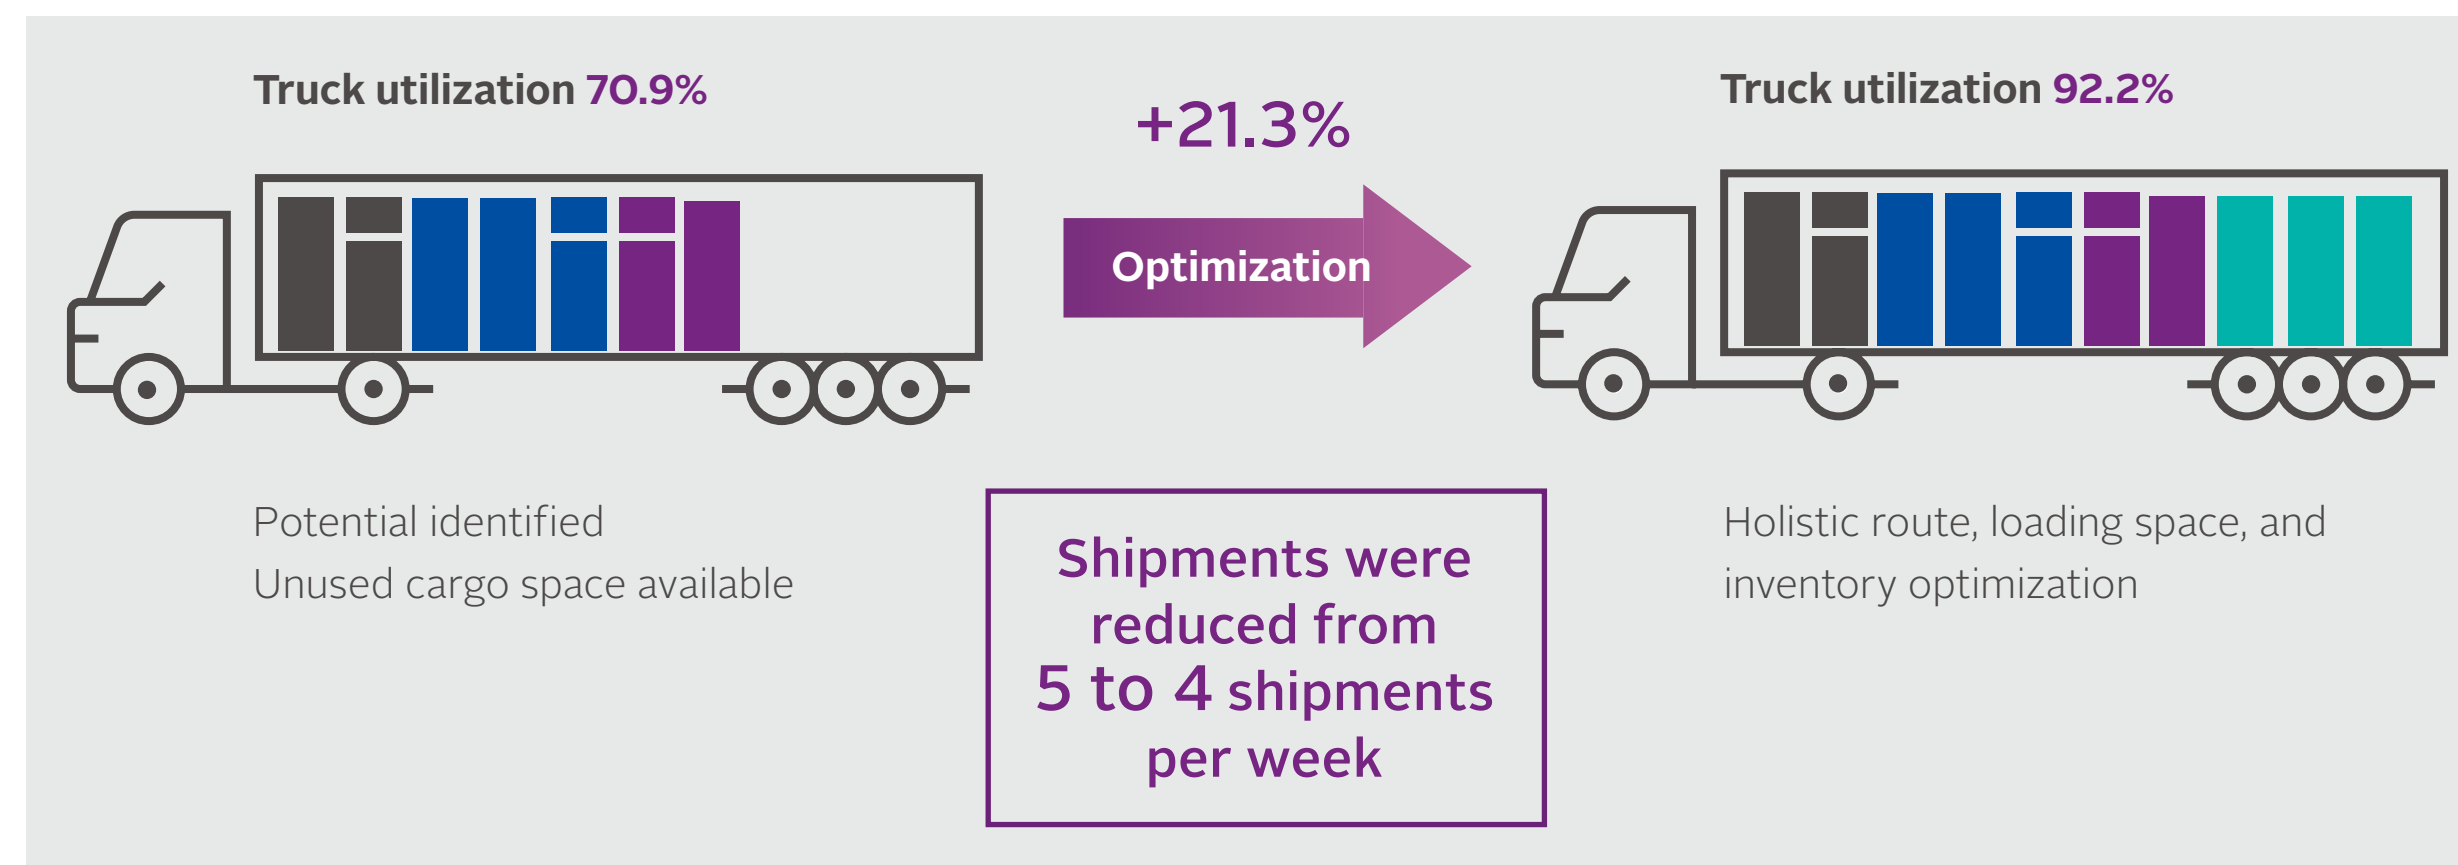 Truck utilization 70.9%
+21.3%
Optimization
Truck utilization 92.2%
Potential identified
Unused cargo space available
Shipments were
reduced from
5 to 4 shipments
per week
Holistic route, loading space, and
inventory optimization